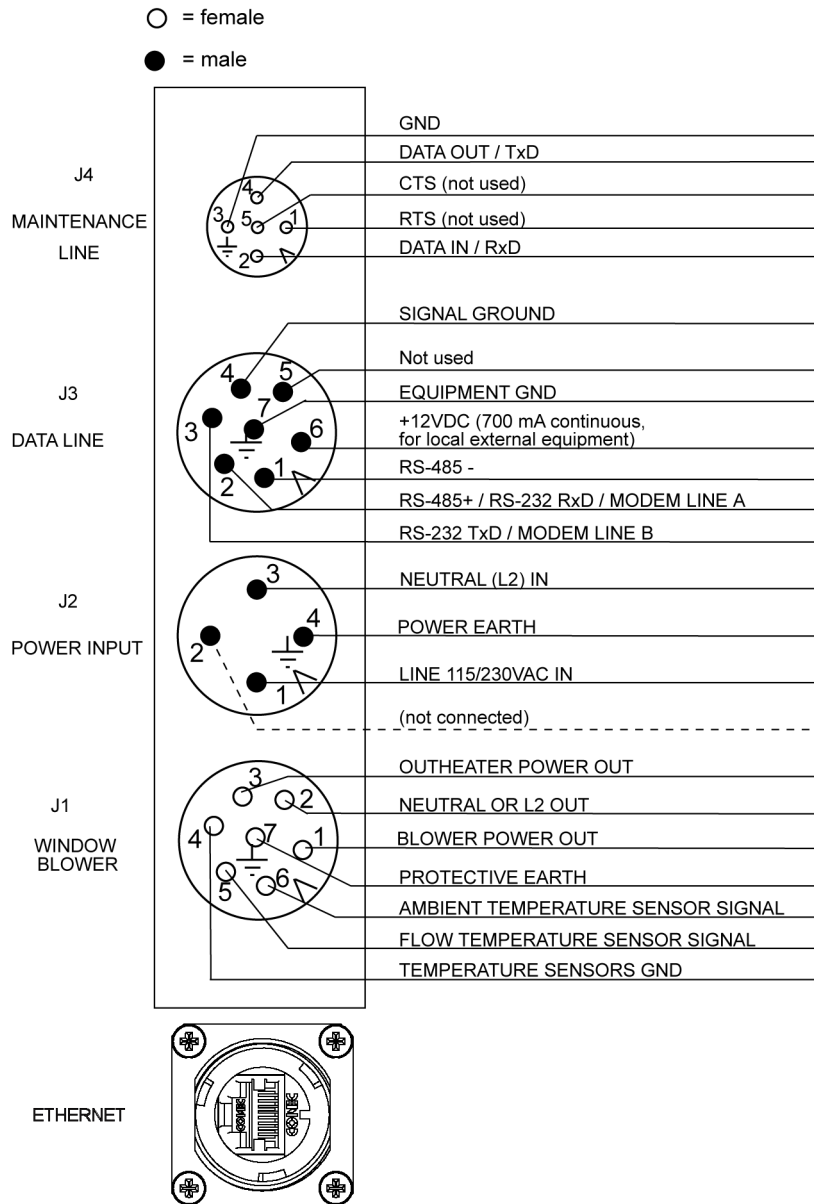 = female
= male
J4
MAINTENANCE
LINE
4
3
5
1
2
GND
DATA OUT / TxD
CTS (not used)
RTS (not used)
DATA IN / RxD
J3
DATA LINE
4
5
7
3
6
2
1
SIGNAL GROUND
Not used
EQUIPMENT GND
+12VDC (700 mA continuous,
for local external equipment)
RS-485 -
RS-485+ / RS-232 RxD / MODEM LINE A
RS-232 TxD / MODEM LINE B
J2
POWER INPUT
3
4
2
1
NEUTRAL (L2) IN
POWER EARTH
LINE 115/230VAC IN
(not connected)
J1
WINDOW
BLOWER
3
2
4
7
1
5
6
OUTHEATER POWER OUT
NEUTRAL OR L2 OUT
BLOWER POWER OUT
PROTECTIVE EARTH
AMBIENT TEMPERATURE SENSOR SIGNAL
FLOW TEMPERATURE SENSOR SIGNAL
TEMPERATURE SENSORS GND
ETHERNET